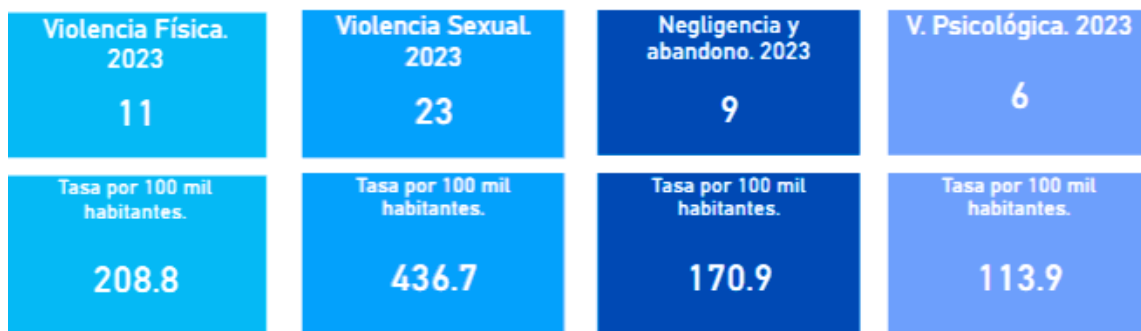 Violencia Física.
2023
11
Violencia Sexual.
2023
23
Negligencia y
abandono. 2023
9
V. Psicológica. 2023
6
Tasa por 100 mil
habitantes.
208.8
Tasa por 100 mil
habitantes.
436.7
Tasa por 100 mil
habitantes.
170.9
Tasa por 100 mil
habitantes.
113.9